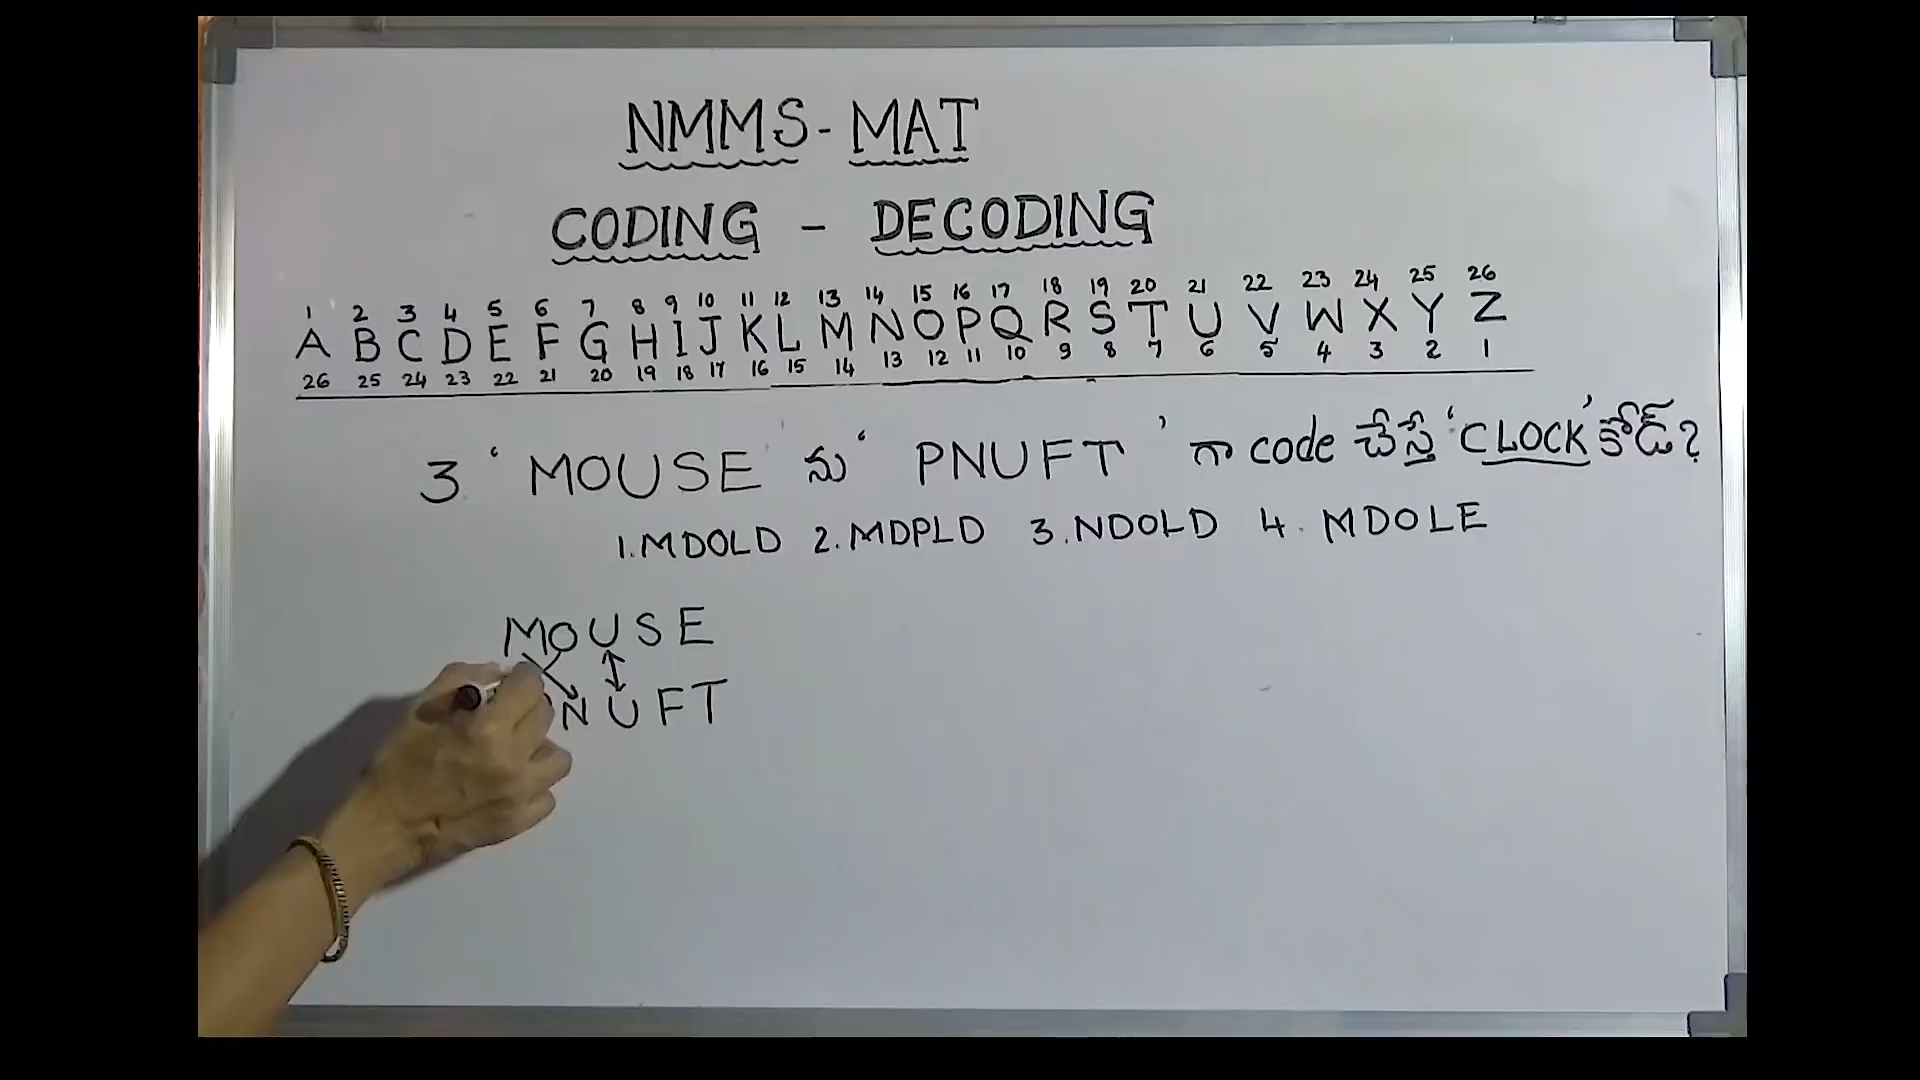 NMMS - MAT
CODING - DECODING
1 2 3 4 5 6 7 8 9 10 11 12 13 14 15 16 17 18 19 20 21 22 23 24 25 26
A B C D E F G H I J K L M N O P Q R S T U V W X Y Z
26 25 24 23 22 21 20 19 18 17 16 15 14 13 12 11 10 9 8 7 6 5 4 3 2 1
3 'MOUSE' ను 'PNUFT' గా code చేస్తే 'CLOCK' కోడ్?
1. MDOLD 2. MDPLD 3. NDOLD 4. MDOLE
MOUSE
NUFT